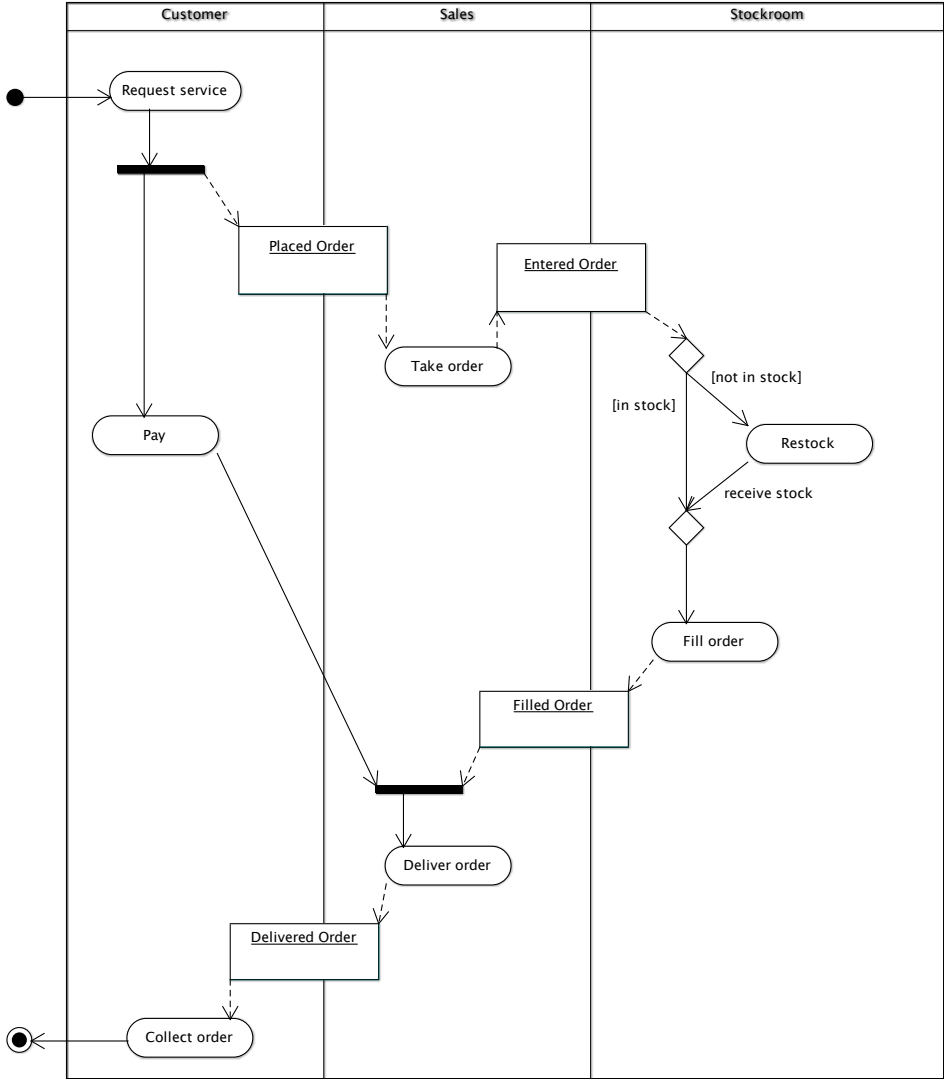 Customer
Sales
Stockroom
Request service
Placed Order
Entered Order
Take order
[not in stock]
[in stock]
Pay
Restock
receive stock
Fill order
Filled Order
Deliver order
Delivered Order
Collect order